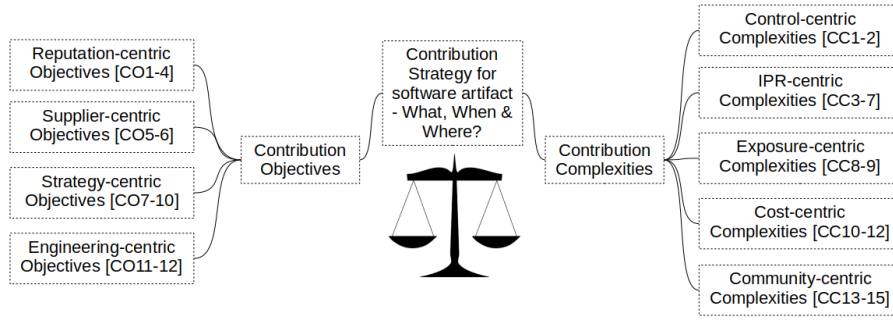 Reputation-centric
Objectives [CO1-4]
Supplier-centric
Objectives [CO5-6]
Strategy-centric
Objectives [CO7-10]
Engineering-centric
Objectives [CO11-12]
Contribution
Objectives
Contribution
Strategy for
software artifact
- What, When &
Where?
Contribution
Complexities
Control-centric
Complexities [CC1-2]
IPR-centric
Complexities [CC3-7]
Exposure-centric
Complexities [CC8-9]
Cost-centric
Complexities [CC10-12]
Community-centric
Complexities [CC13-15]